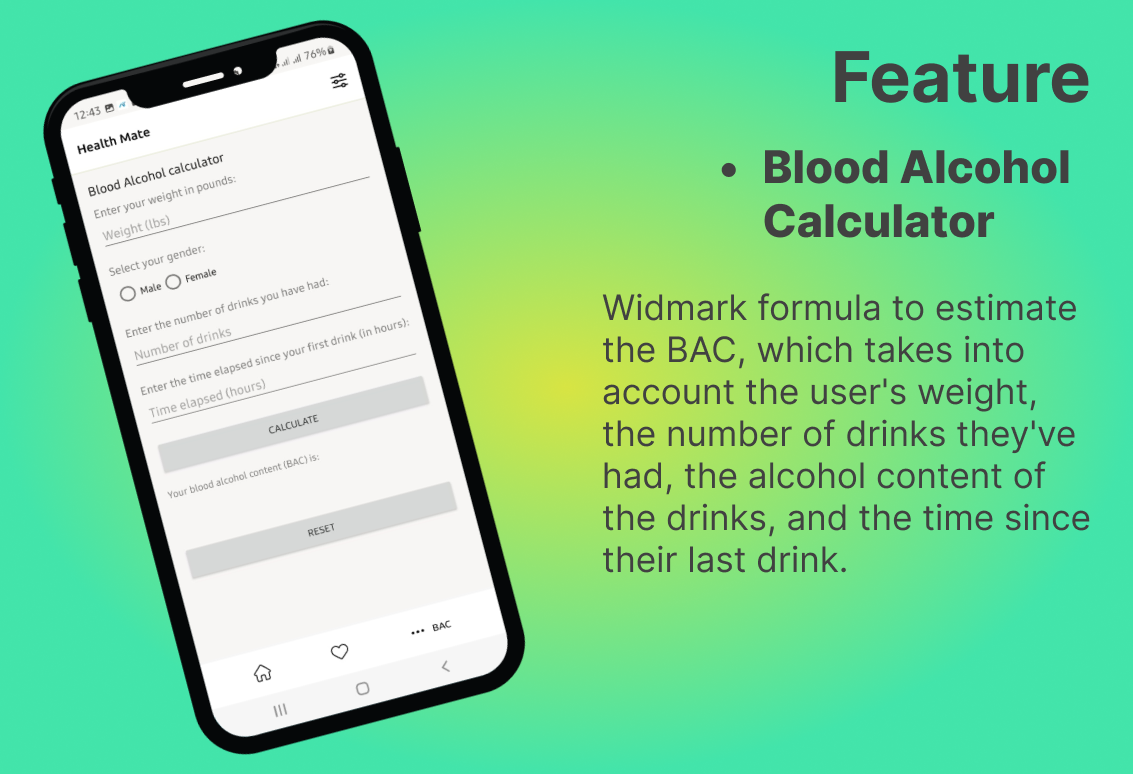 12:43
76%
Health Mate
Blood Alcohol calculator
Enter your weight in pounds:
Weight (lbs)
Select your gender:
Male Female
Enter the number of drinks you have had:
Number of drinks
Enter the time elapsed since your first drink (in hours):
Time elapsed (hours)
CALCULATE
Your blood alcohol content (BAC) is:
RESET
BAC
Feature
• Blood Alcohol
Calculator
Widmark formula to estimate
the BAC, which takes into
account the user's weight,
the number of drinks they've
had, the alcohol content of
the drinks, and the time since
their last drink.